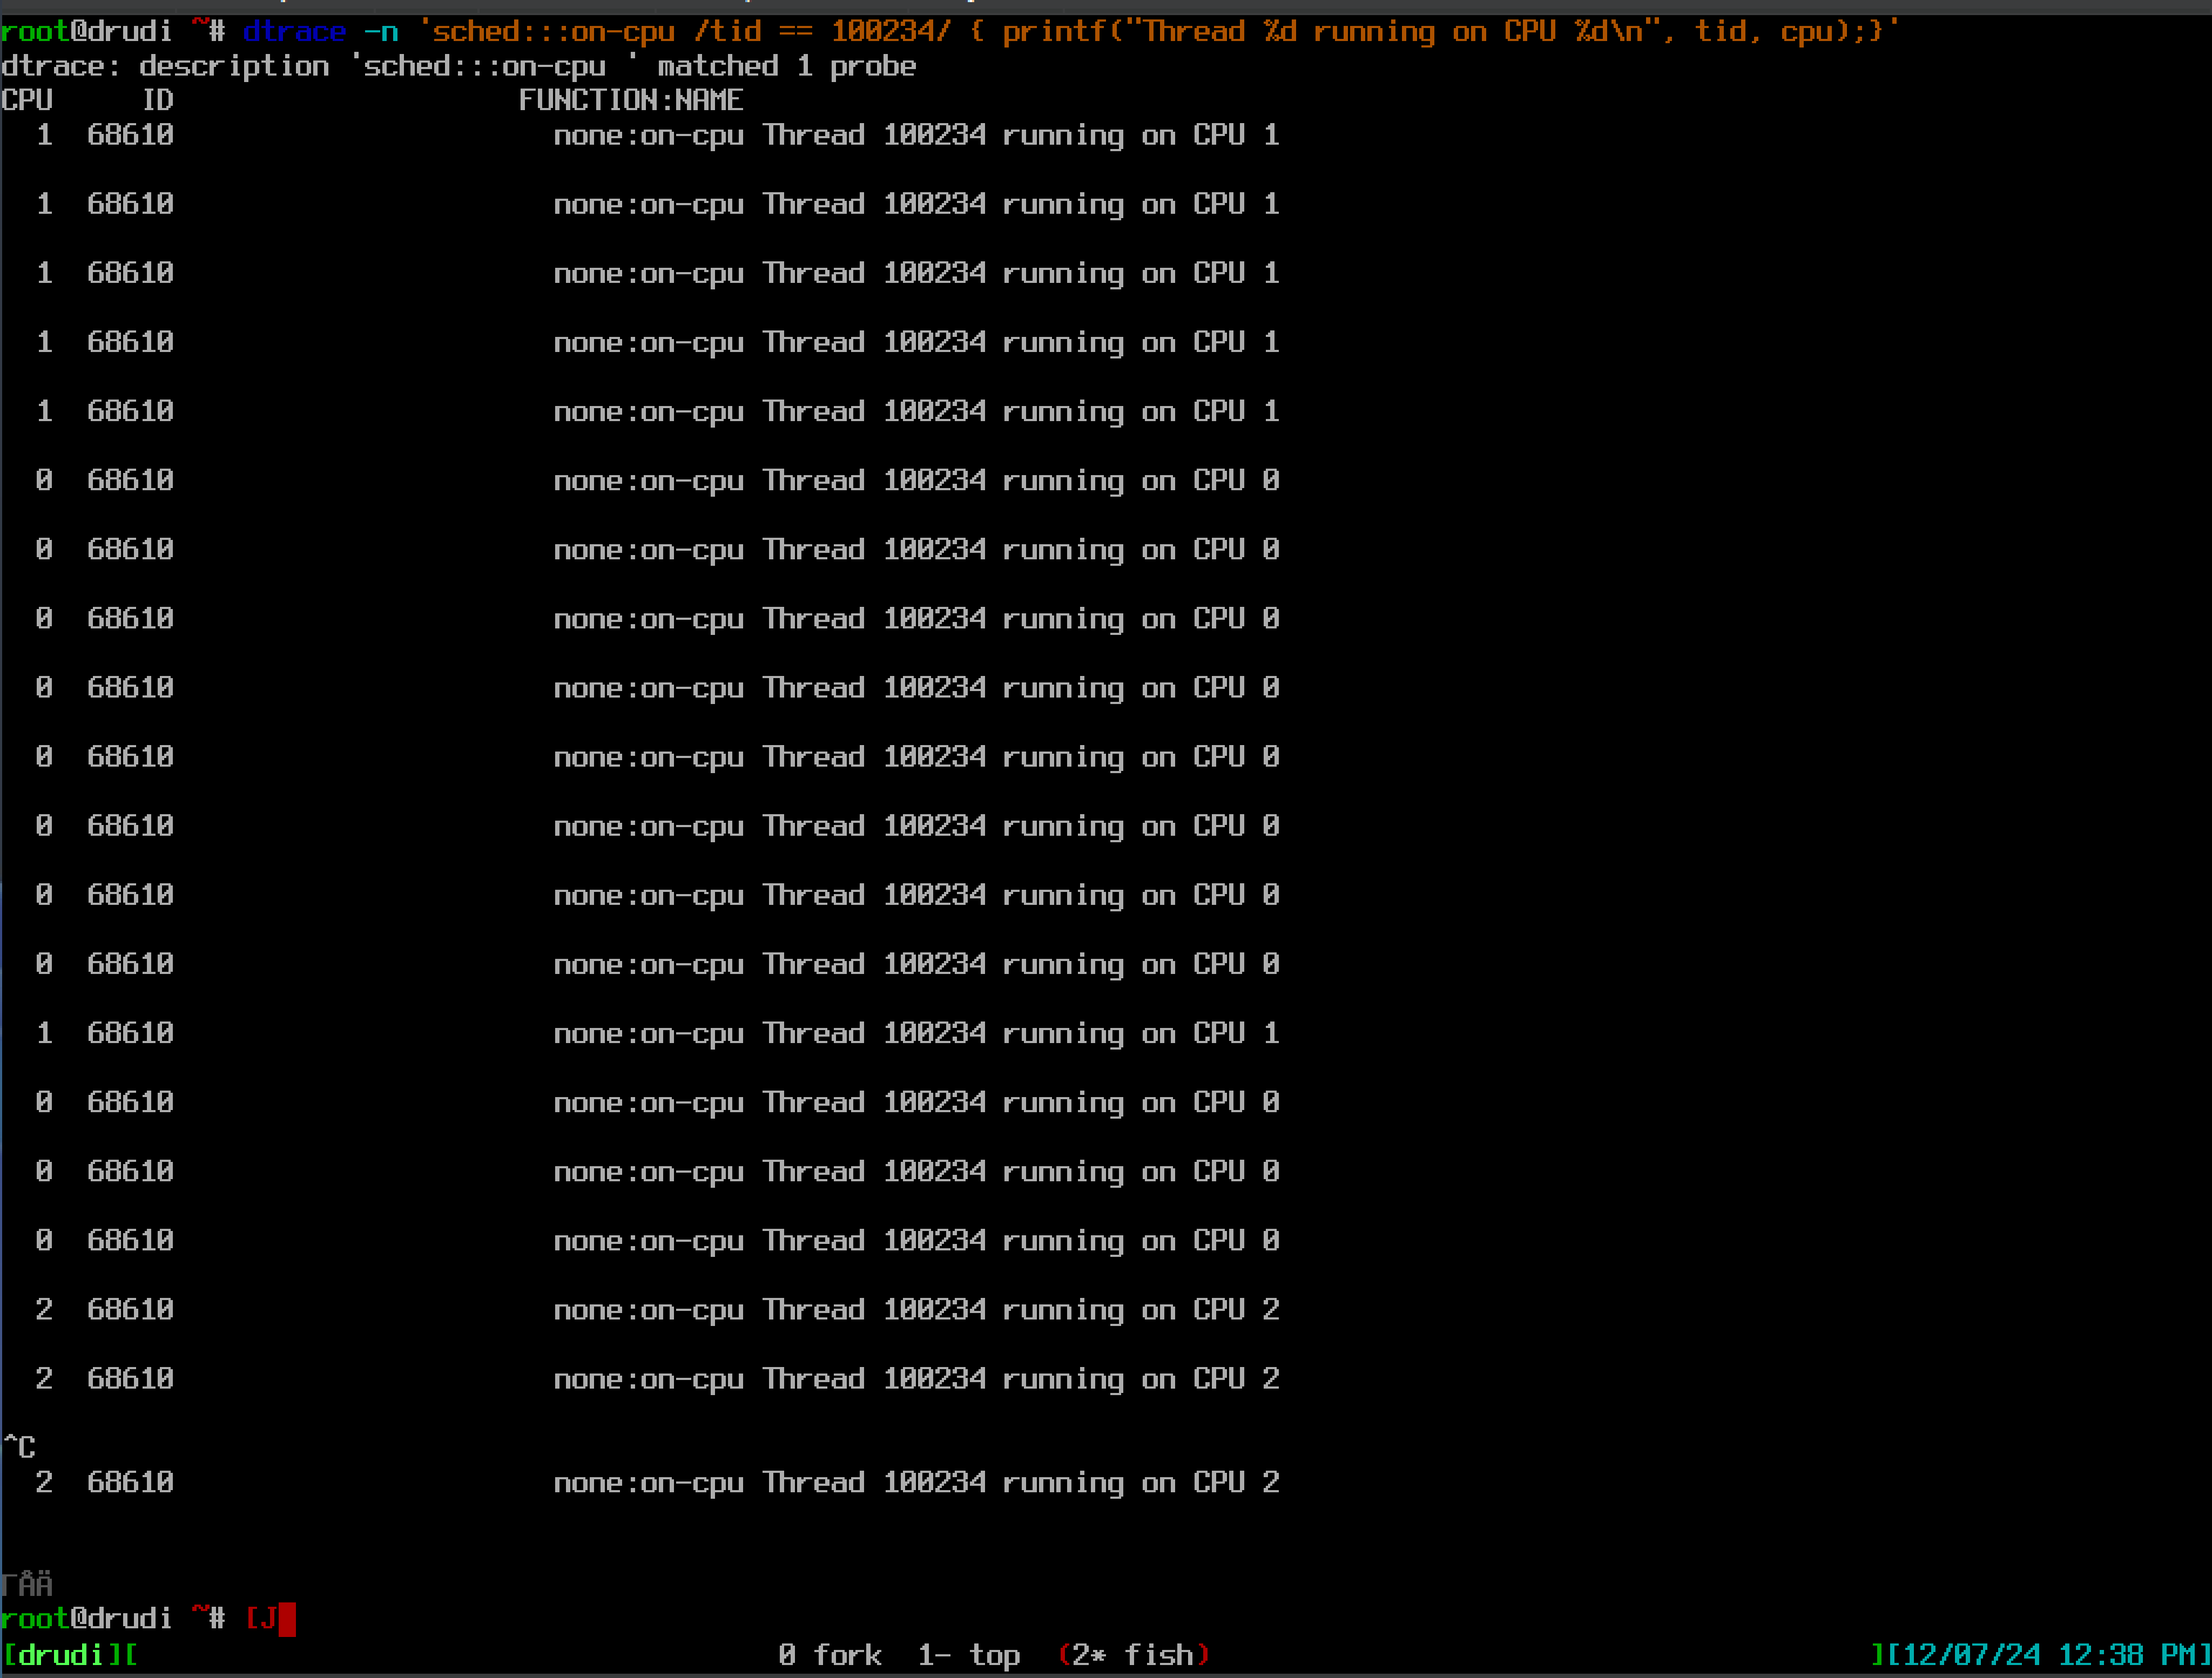 root@drudi ~# dtrace -n 'sched:::on-cpu /tid == 100234/ { printf("Thread %d running on CPU %d\n", tid, cpu);}'
dtrace: description 'sched:::on-cpu ' matched 1 probe
CPU     ID                    FUNCTION:NAME
  1  68610                      none:on-cpu Thread 100234 running on CPU 1
  1  68610                      none:on-cpu Thread 100234 running on CPU 1
  1  68610                      none:on-cpu Thread 100234 running on CPU 1
  1  68610                      none:on-cpu Thread 100234 running on CPU 1
  1  68610                      none:on-cpu Thread 100234 running on CPU 1
  0  68610                      none:on-cpu Thread 100234 running on CPU 0
  0  68610                      none:on-cpu Thread 100234 running on CPU 0
  0  68610                      none:on-cpu Thread 100234 running on CPU 0
  0  68610                      none:on-cpu Thread 100234 running on CPU 0
  0  68610                      none:on-cpu Thread 100234 running on CPU 0
  0  68610                      none:on-cpu Thread 100234 running on CPU 0
  0  68610                      none:on-cpu Thread 100234 running on CPU 0
  0  68610                      none:on-cpu Thread 100234 running on CPU 0
  1  68610                      none:on-cpu Thread 100234 running on CPU 1
  0  68610                      none:on-cpu Thread 100234 running on CPU 0
  0  68610                      none:on-cpu Thread 100234 running on CPU 0
  0  68610                      none:on-cpu Thread 100234 running on CPU 0
  2  68610                      none:on-cpu Thread 100234 running on CPU 2
  2  68610                      none:on-cpu Thread 100234 running on CPU 2
^C
  2  68610                      none:on-cpu Thread 100234 running on CPU 2
root@drudi ~# [J
[drudi][ 0 fork  1- top  (2* fish) ][12/07/24 12:38 PM]